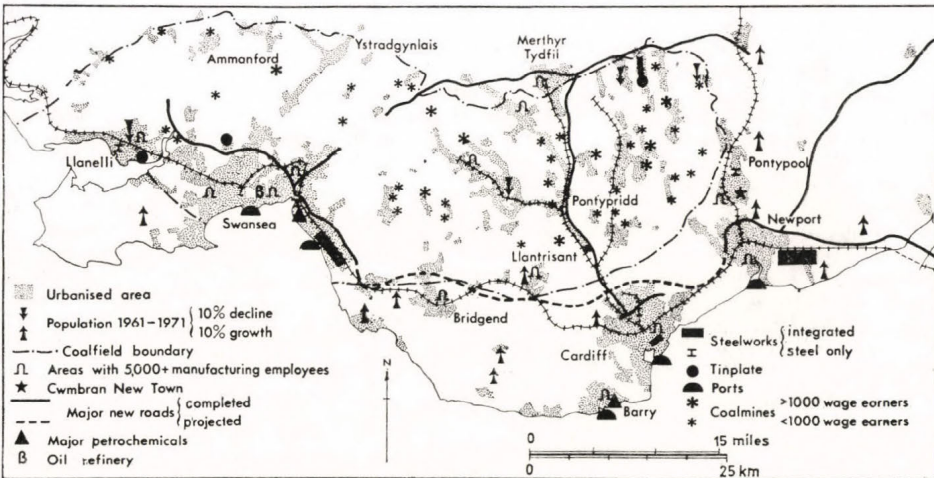 Ammanford
Ystradgynlais
Merthyr
Tydfil
Llanelli
Swansea
Pontypridd
Pontypool
Newport
Llantrisant
Bridgend
Cardiff
Barry
N
Urbanised area
Population 1961–1971 { 10% decline
10% growth
Coalfield boundary
Areas with 5,000+ manufacturing employees
Cwmbran New Town
Major new roads { completed
projected
Major petrochemicals
Oil refinery
Steelworks { integrated
steel only
Tinplate
Ports
Coalmines >1000 wage earners
<1000 wage earners
0 15 miles
0 25 km